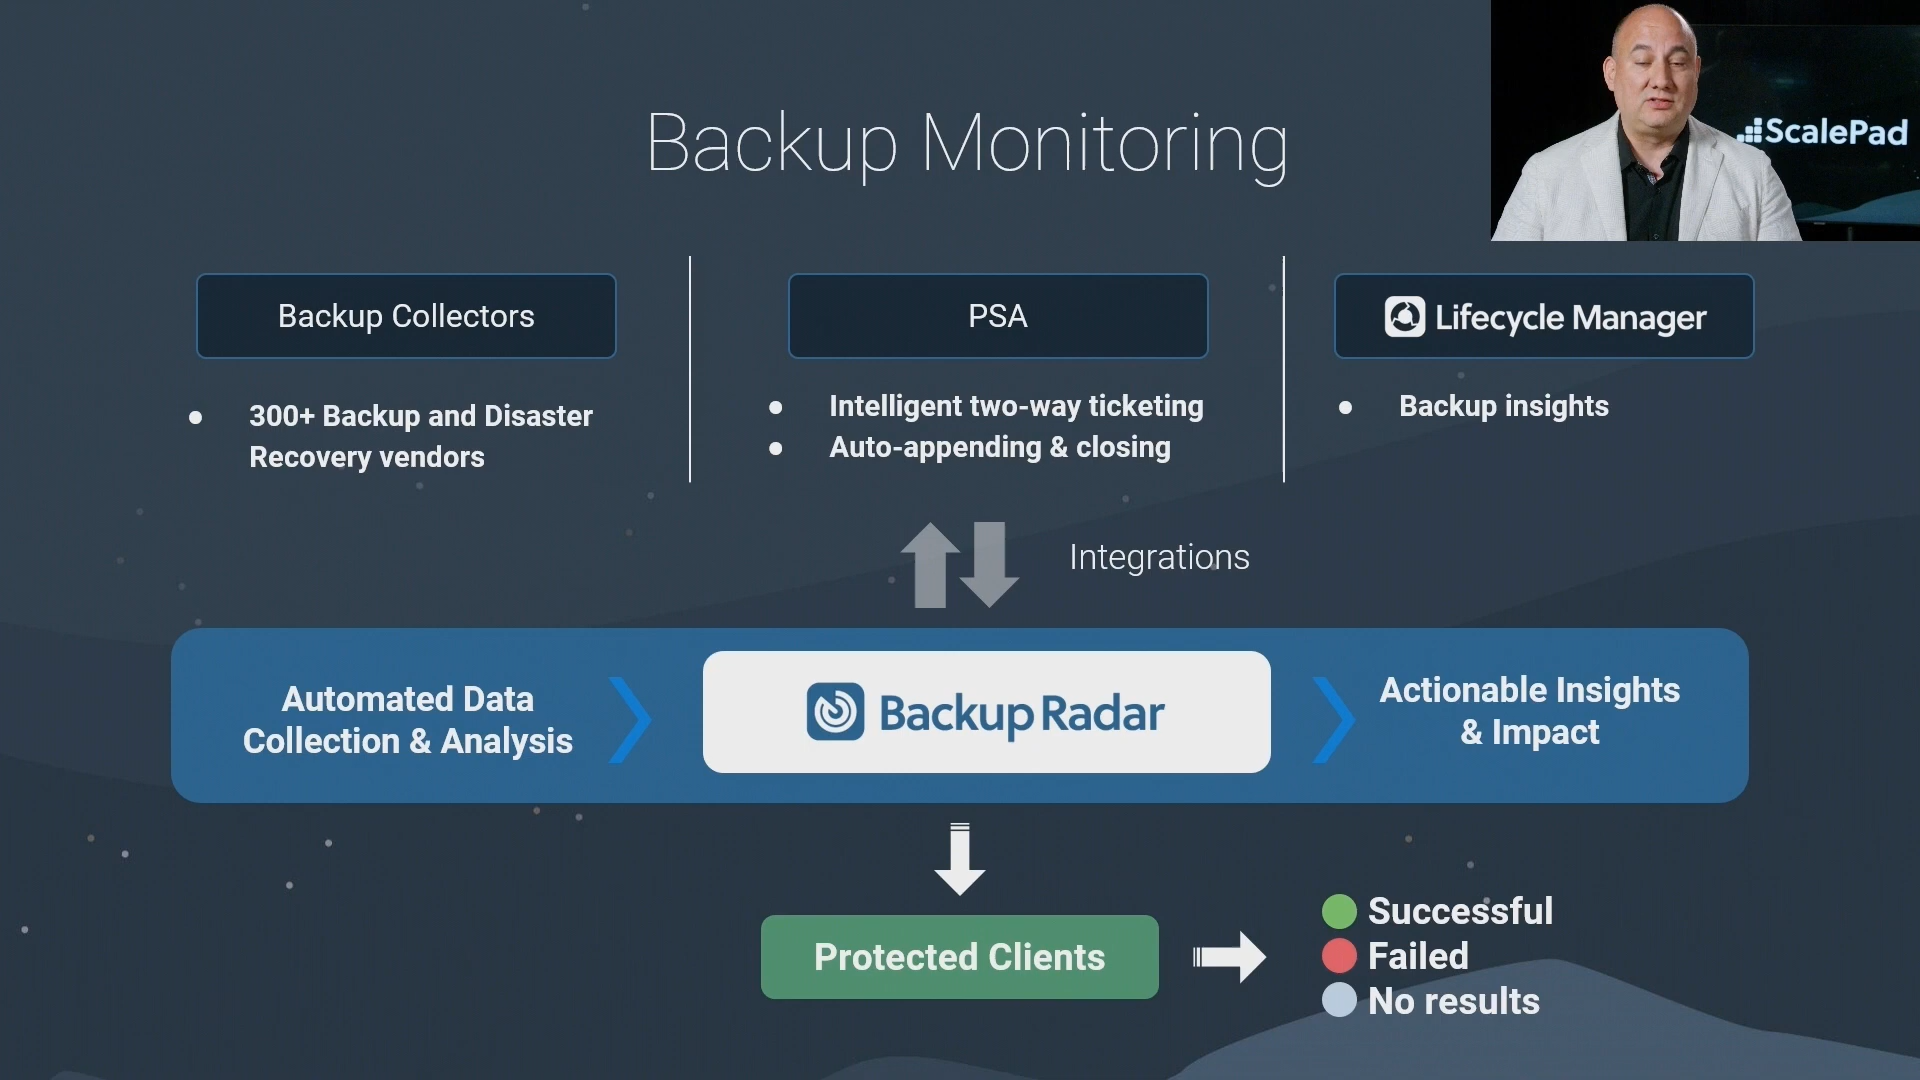 Backup Monitoring
ScalePad
Backup Collectors
300+ Backup and Disaster
Recovery vendors
PSA
Intelligent two-way ticketing
Auto-appending & closing
Lifecycle Manager
Backup insights
Integrations
Automated Data
Collection & Analysis
Backup Radar
Actionable Insights
& Impact
Protected Clients
Successful
Failed
No results